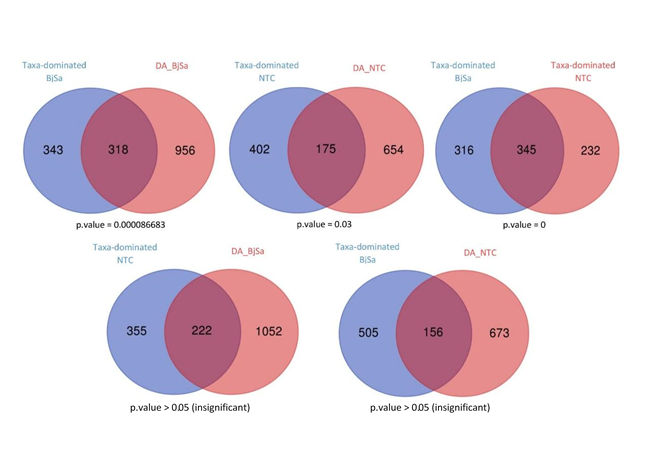 Taxa-dominated
BjSa
DA_BjSa
343
318
956
p.value = 0.000086683
Taxa-dominated
NTC
DA_NTC
402
175
654
p.value = 0.03
Taxa-dominated
BjSa
Taxa-dominated
NTC
316
345
232
p.value = 0
Taxa-dominated
NTC
DA_BjSa
355
222
1052
p.value > 0.05 (insignificant)
Taxa-dominated
BjSa
DA_NTC
505
156
673
p.value > 0.05 (insignificant)